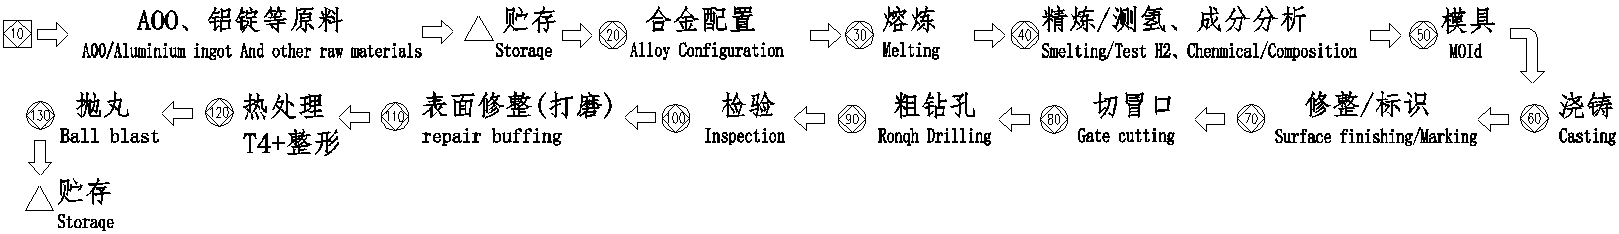 10
A00、铝锭等原料
A00/Aluminium ingot And other raw materials
贮存
Storaqe
20
合金配置
Alloy Configuration
30
熔炼
Melting
40
精炼/测氢、成分分析
Smelting/Test H2、Chenmical/Composition
50
模具
MOId
60
浇铸
Casting
70
修整/标识
Surface finishing/Marking
80
切冒口
Gate cutting
90
粗钻孔
Ronqh Drilling
100
检验
Inspection
110
表面修整(打磨)
repair buffing
120
热处理
T4+整形
130
抛丸
Ball blast
贮存
Storaqe